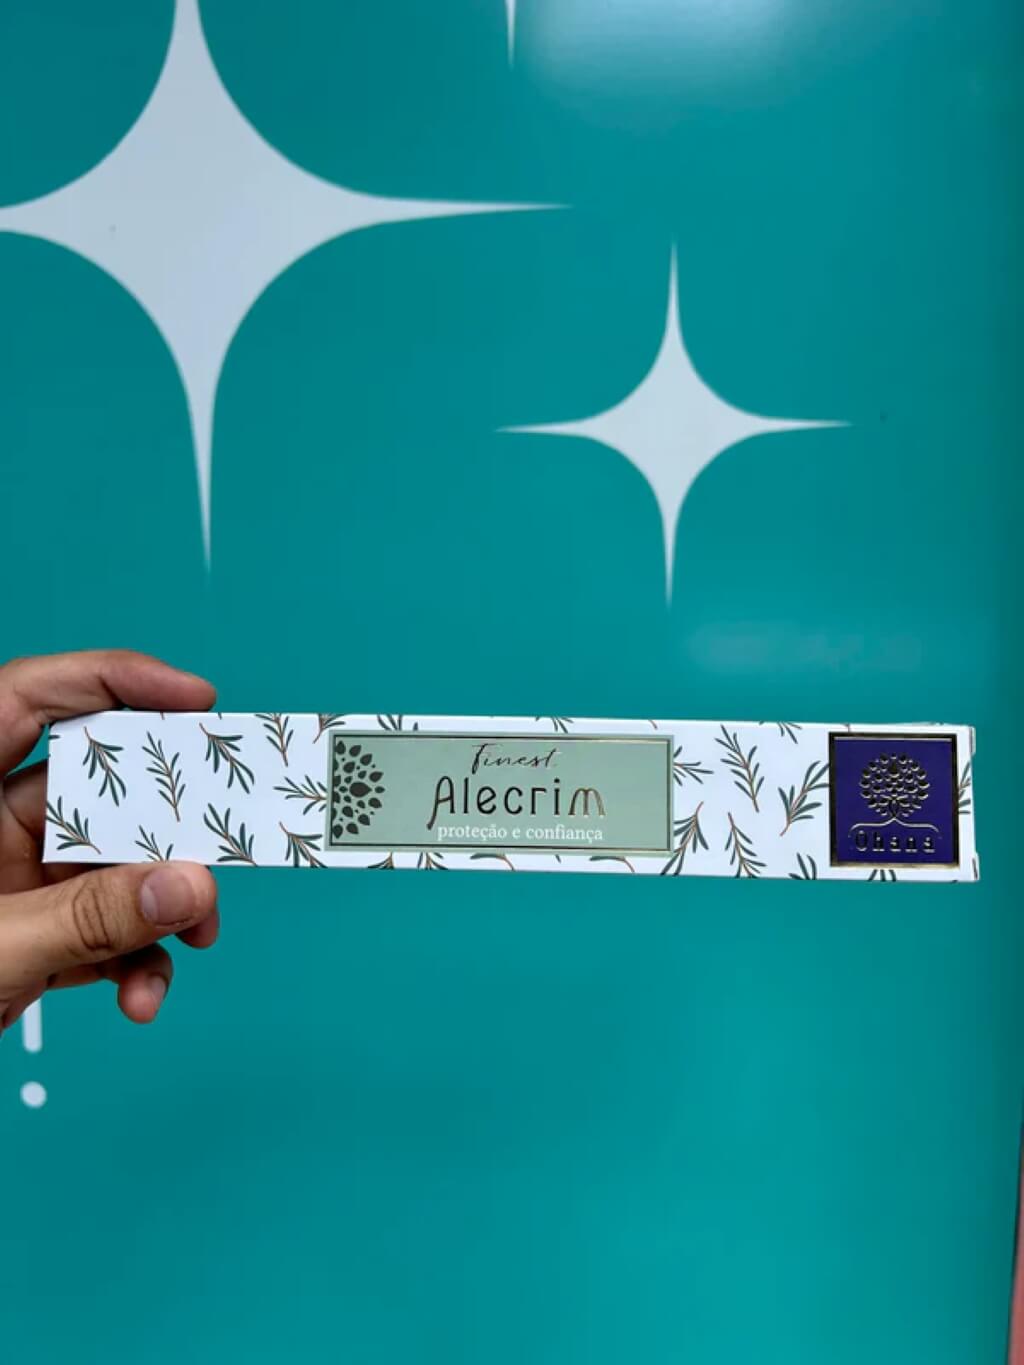 Finest
Alecrim
proteção e confiança
Ohana